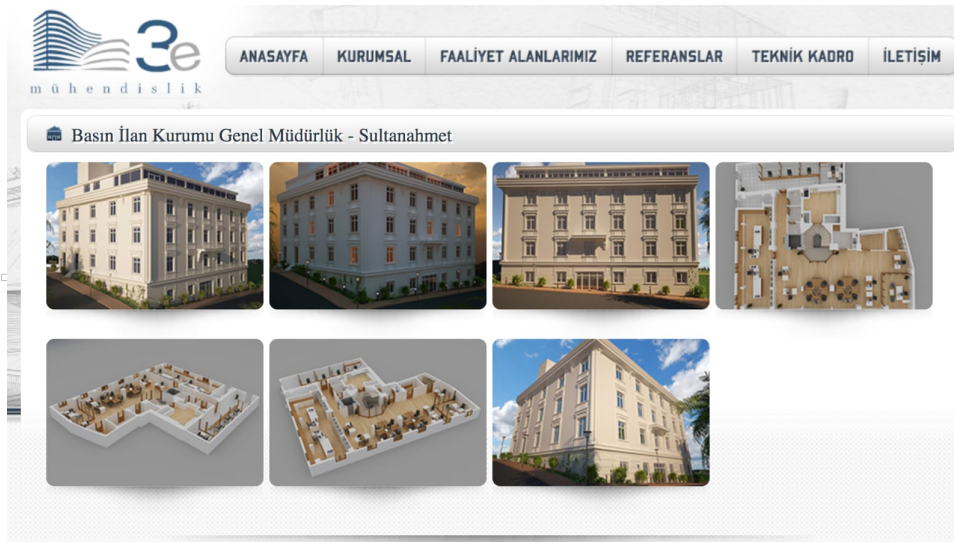 3e
mühendislik
ANASAYFA
KURUMSAL
FAALİYET ALANLARIMIZ
REFERANSLAR
TEKNİK KADRO
İLETİŞİM
Basın İlan Kurumu Genel Müdürlük - Sultanahmet